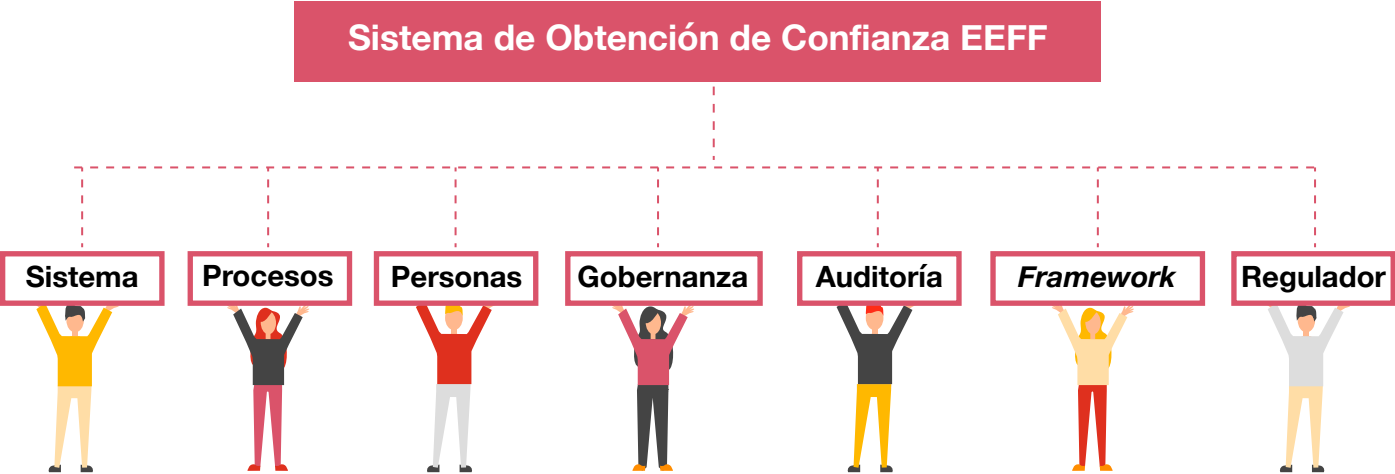 Sistema de Obtención de Confianza EEFF
Sistema
Procesos
Personas
Gobernanza
Auditoría
Framework
Regulador